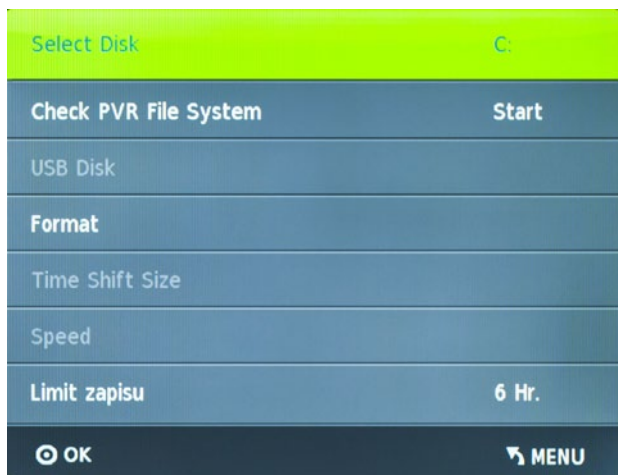 Select Disk C:
Check PVR File System Start
USB Disk
Format
Time Shift Size
Speed
Limit zapisu 6 Hr.
OK MENU